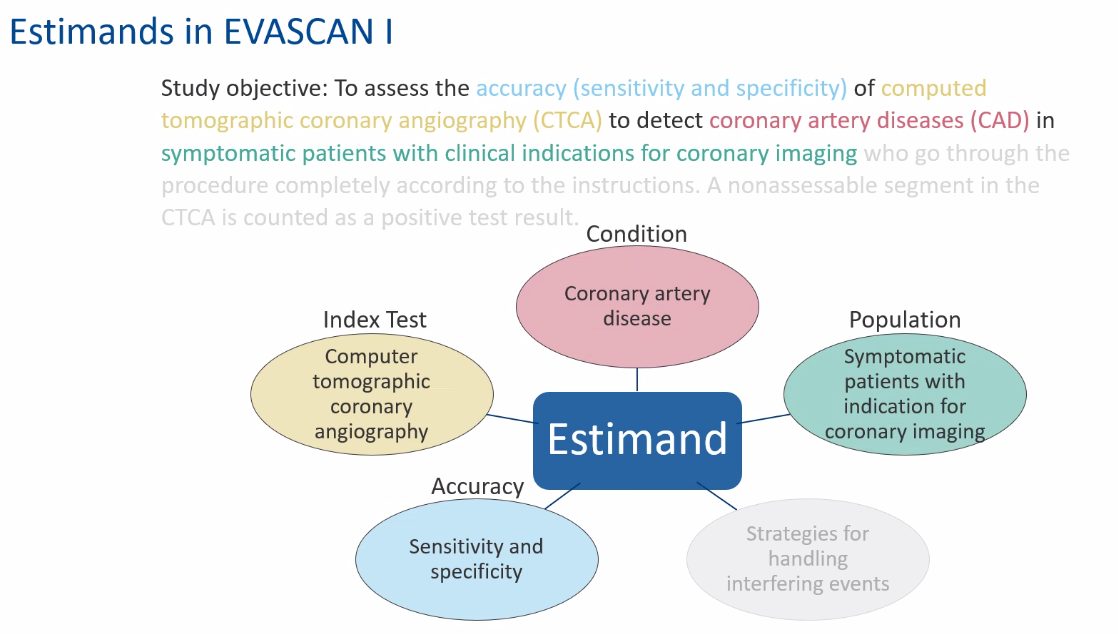 Estimands in EVASCAN I
Study objective: To assess the accuracy (sensitivity and specificity) of computed
tomographic coronary angiography (CTCA) to detect coronary artery diseases (CAD) in
symptomatic patients with clinical indications for coronary imaging who go through the
procedure completely according to the instructions. A nonassessable segment in the
CTCA is counted as a positive test result.
Condition
Coronary artery
disease
Index Test
Computer
tomographic
coronary
angiography
Population
Symptomatic
patients with
indication for
coronary imaging
Estimand
Accuracy
Sensitivity and
specificity
Strategies for
handling
interfering events